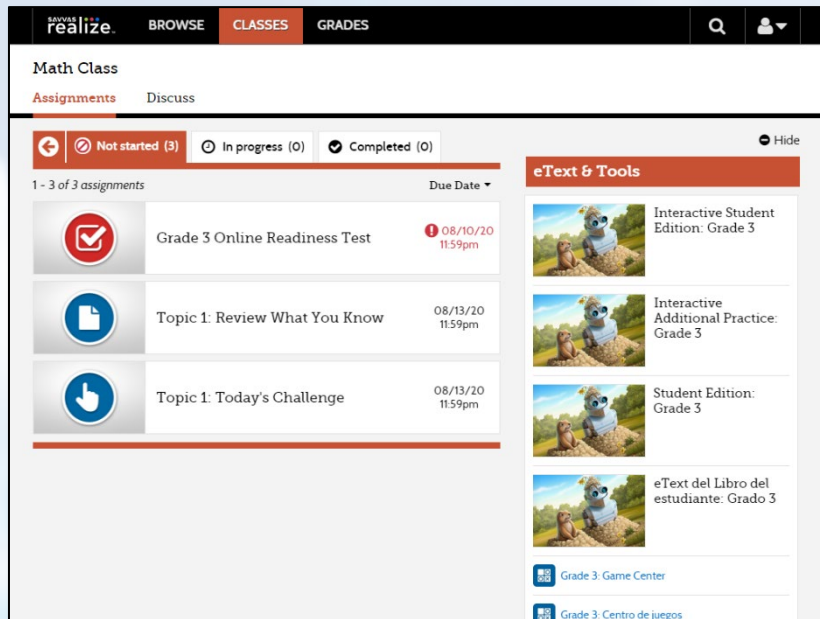 SAVVAS
realize.
BROWSE
CLASSES
GRADES
Math Class
Assignments
Discuss
Not started (3)
In progress (0)
Completed (0)
Hide
1 - 3 of 3 assignments
Due Date
Grade 3 Online Readiness Test
08/10/20
11:59pm
Topic 1: Review What You Know
08/13/20
11:59pm
Topic 1: Today's Challenge
08/13/20
11:59pm
eText & Tools
Interactive Student
Edition: Grade 3
Interactive
Additional Practice:
Grade 3
Student Edition:
Grade 3
eText del Libro del
estudiante: Grado 3
Grade 3: Game Center
Grade 3: Centro de juegos